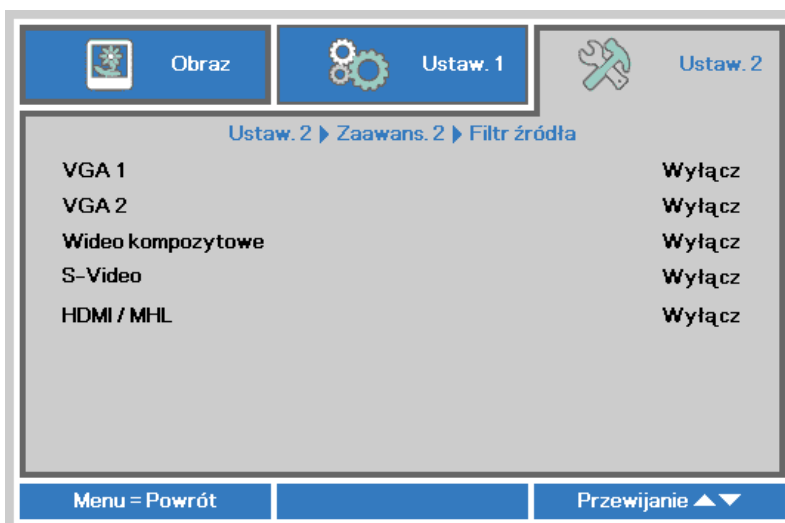 Obraz Ustaw. 1 Ustaw. 2
Ustaw. 2 ▶ Zaawans. 2 ▶ Filtr źródła
VGA 1 Wyłącz
VGA 2 Wyłącz
Wideo kompozytowe Wyłącz
S-Video Wyłącz
HDMI / MHL Wyłącz
Menu = Powrót Przewijanie ▲▼